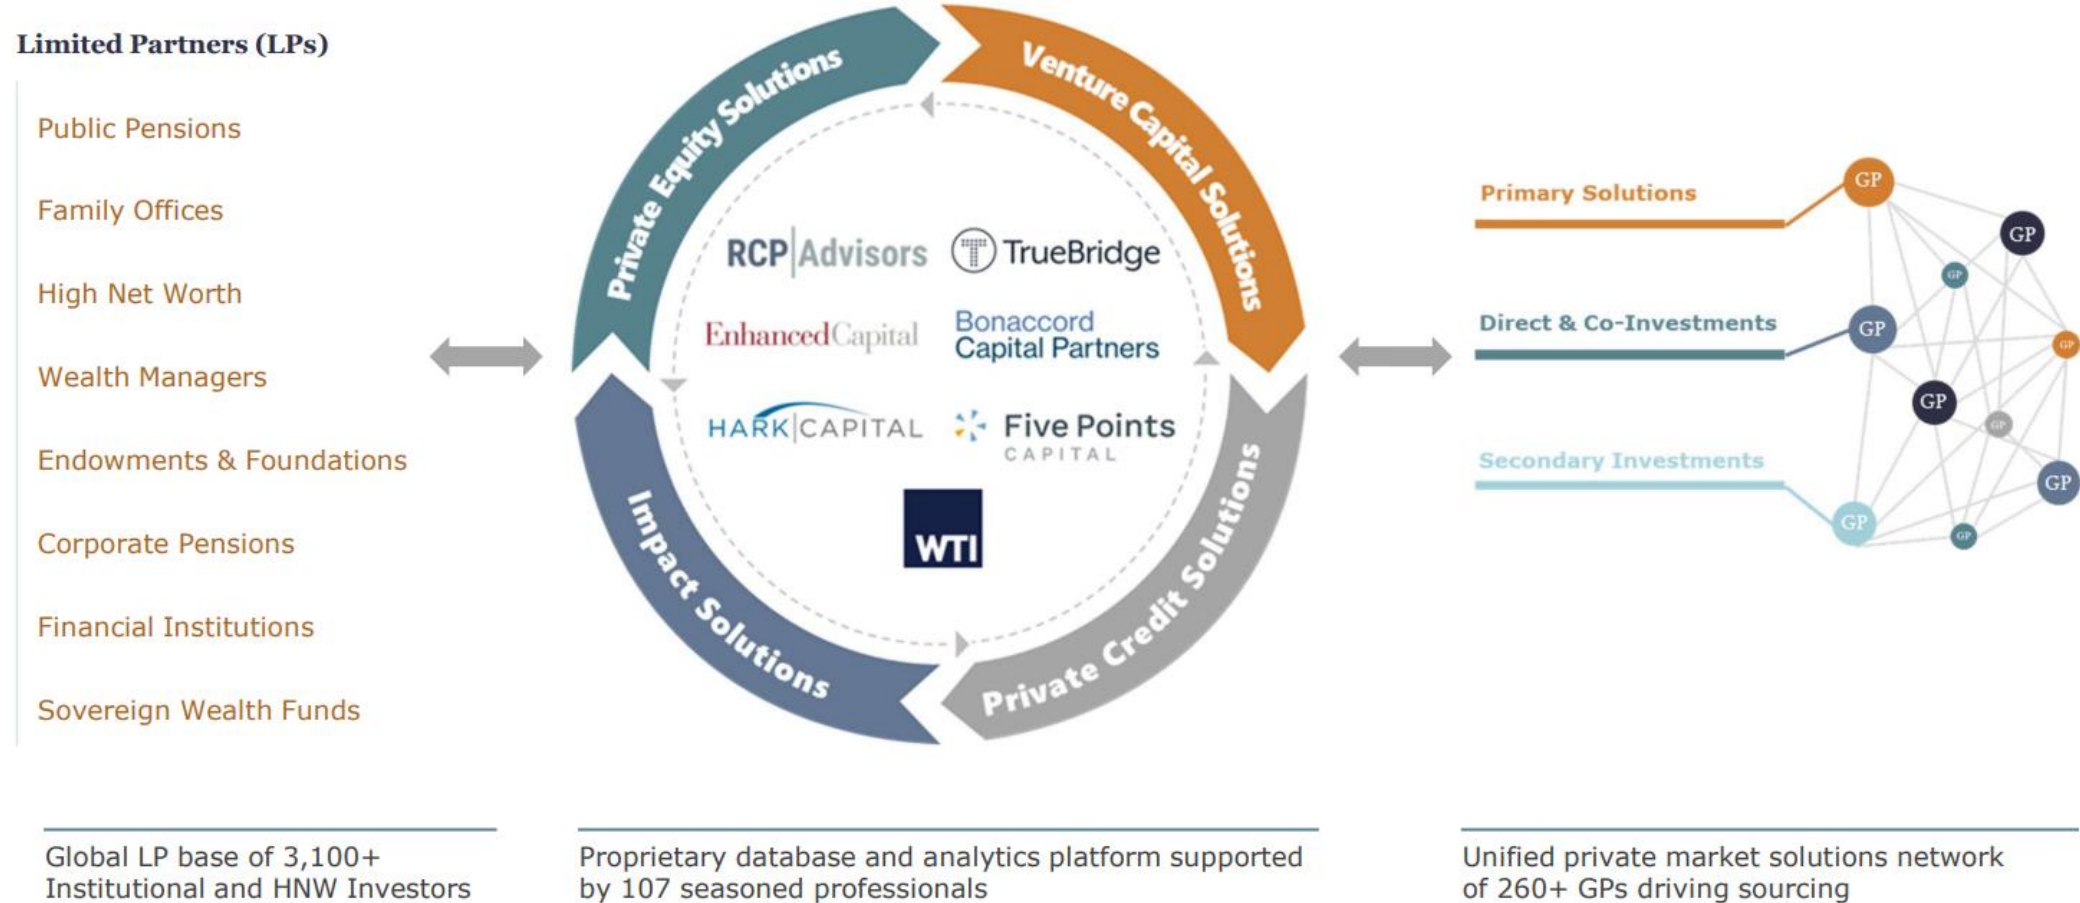 Limited Partners (LPs)
Public Pensions
Family Offices
High Net Worth
Wealth Managers
Endowments & Foundations
Corporate Pensions
Financial Institutions
Sovereign Wealth Funds
Global LP base of 3,100+
Institutional and HNW Investors
Private Equity Solutions
Venture Capital Solutions
Private Credit Solutions
Impact Solutions
RCP|Advisors
T TrueBridge
EnhancedCapital
Bonaccord
Capital Partners
HARK|CAPITAL
Five Points
CAPITAL
WTI
Proprietary database and analytics platform supported
by 107 seasoned professionals
Primary Solutions
Direct & Co-Investments
Secondary Investments
GP
GP
GP
GP
GP
GP
GP
GP
GP
GP
Unified private market solutions network
of 260+ GPs driving sourcing